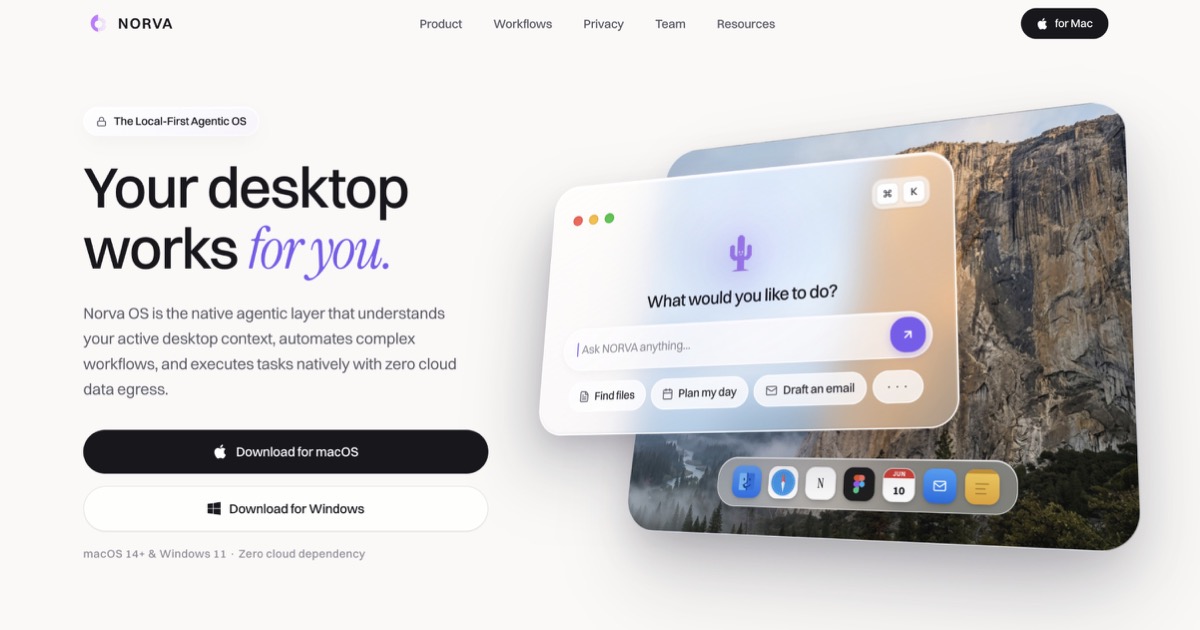 NORVA
Product
Workflows
Privacy
Team
Resources
for Mac
The Local-First Agentic OS
Your desktop
works for you.
Norva OS is the native agentic layer that understands
your active desktop context, automates complex
workflows, and executes tasks natively with zero cloud
data egress.
Download for macOS
Download for Windows
macOS 14+ & Windows 11 · Zero cloud dependency
⌘ K
What would you like to do?
Ask NORVA anything...
Find files
Plan my day
Draft an email
···
N
JUN
10